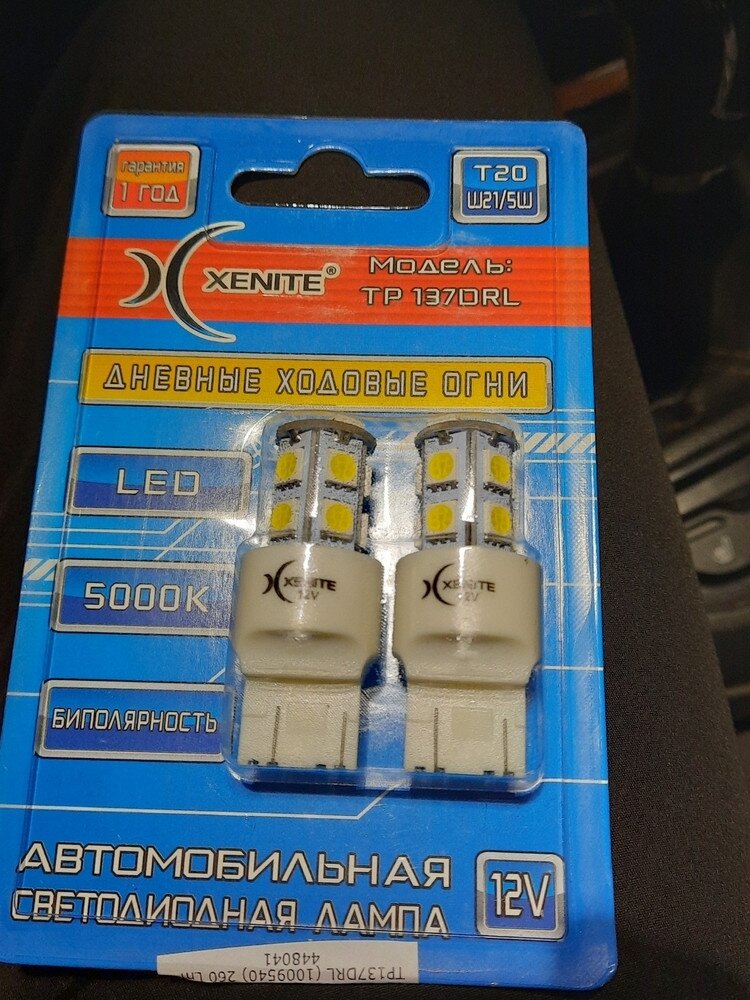 гарантия
1 ГОД
T20
W21/5W
XENITE®
Модель:
TP 137DRL
ДНЕВНЫЕ ХОДОВЫЕ ОГНИ
LED
5000K
БИПОЛЯРНОСТЬ
XENITE
12V
XENITE
12V
АВТОМОБИЛЬНАЯ
СВЕТОДИОДНАЯ ЛАМПА
12V
TP137DRL (1009540) 260 Lm
448041